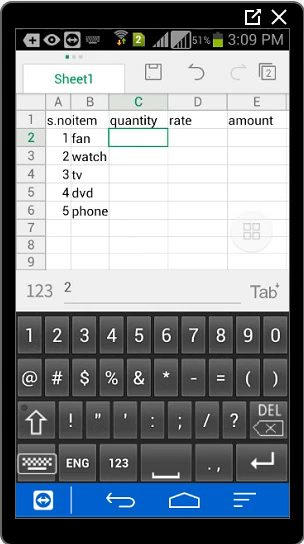 2 51% 3:09 PM
Sheet1 2
A B C D E
1 s.no item quantity rate amount
2 1 fan
3 2 watch
4 3 tv
5 4 dvd
6 5 phone
7
8
9
123 2 Tab+
1 2 3 4 5 6 7 8 9 0
@ # $ % & * - = ( )
! " ' : ; / ? DEL
ENG 123 . ,